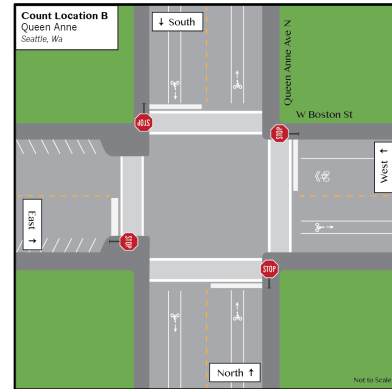 Count Location B
Queen Anne
Seattle, Wa
↓ South
Queen Anne Ave N
W Boston St
STOP
STOP
West ↑
East ↑
STOP
STOP
North ↑
Not to Scale